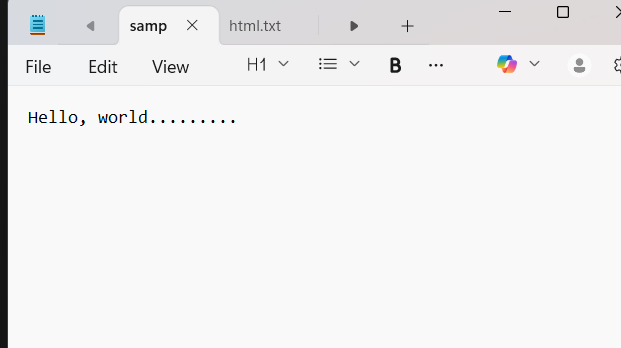 samp html.txt
File Edit View H1 B
Hello, world.........